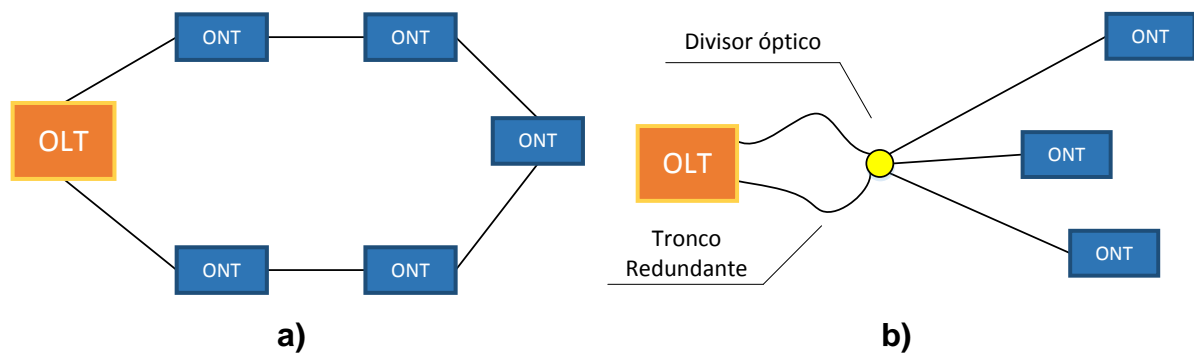 ONT
ONT
OLT
ONT
ONT
ONT
a)
Divisor óptico
ONT
OLT
ONT
ONT
Tronco
Redundante
b)